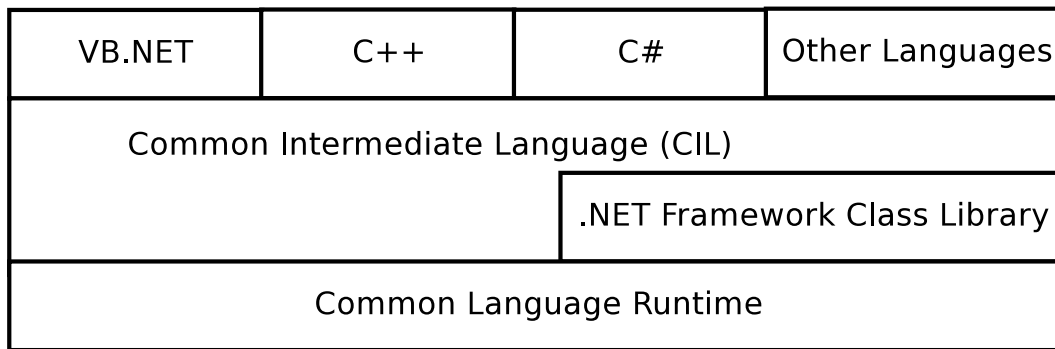 VB.NET
C++
C#
Other Languages
Common Intermediate Language (CIL)
.NET Framework Class Library
Common Language Runtime